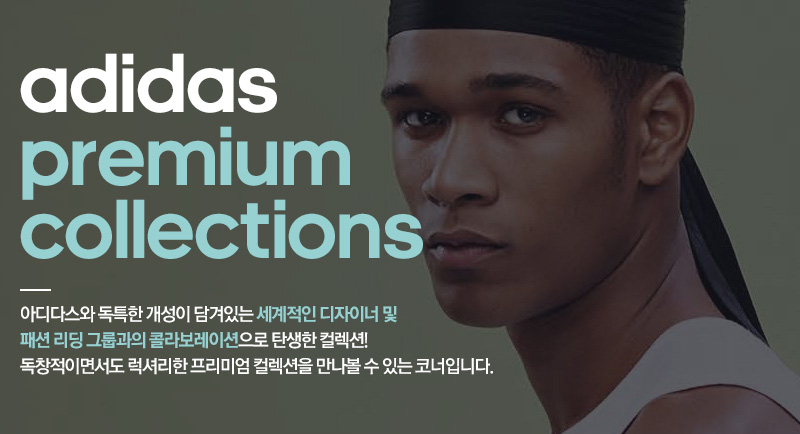 adidas
premium
collections
아디다스와 독특한 개성이 담겨있는 세계적인 디자이너 및
패션 리딩 그룹과의 콜라보레이션으로 탄생한 컬렉션!
독창적이면서도 럭셔리한 프리미엄 컬렉션을 만나볼 수 있는 코너입니다.